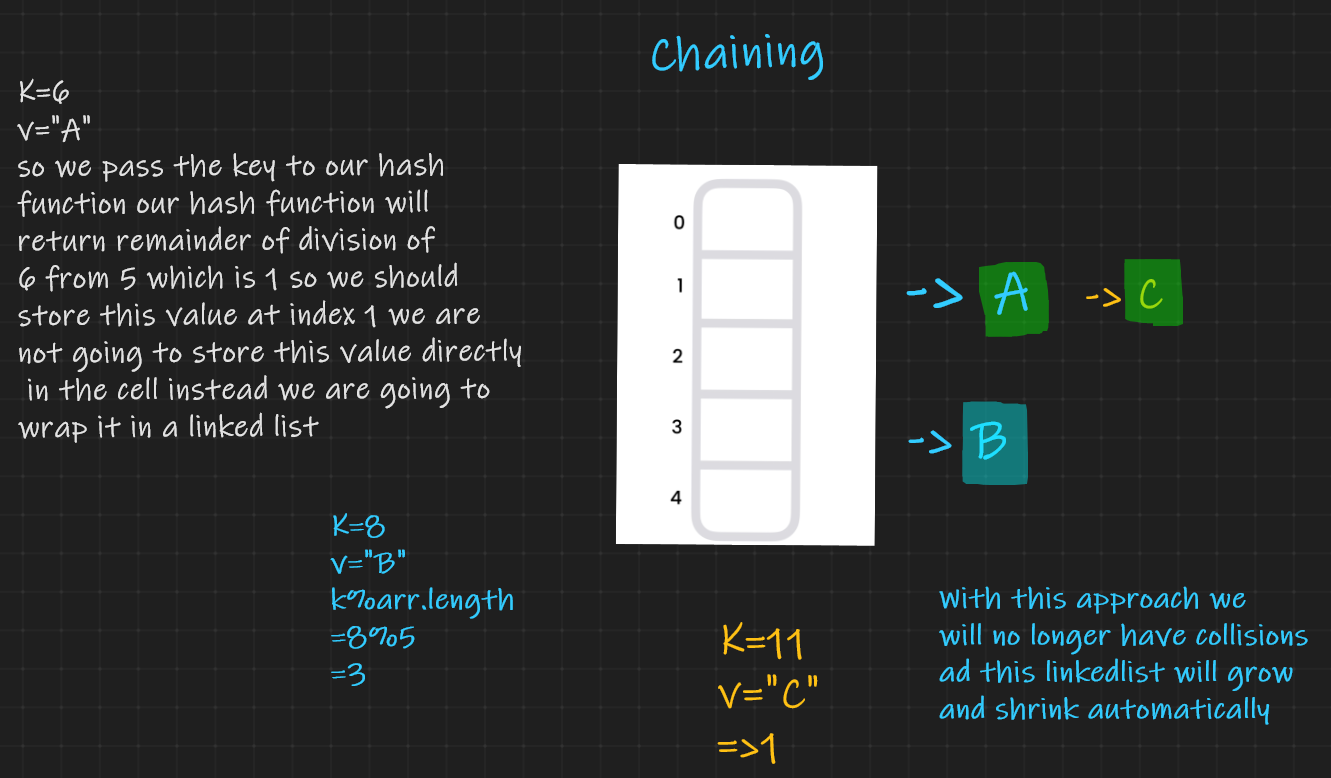 Chaining
K=6
v="A"
so we pass the key to our hash
function our hash function will
return remainder of division of
6 from 5 which is 1 so we should
store this value at index 1 we are
not going to store this value directly
in the cell instead we are going to
wrap it in a linked list
0
1
2
3
4
-> A -> C
-> B
K=8
v="B"
k%arr.length
=8%5
=3
K=11
v="C"
=>1
With this approach we
will no longer have collisions
ad this linkedlist will grow
and shrink automatically